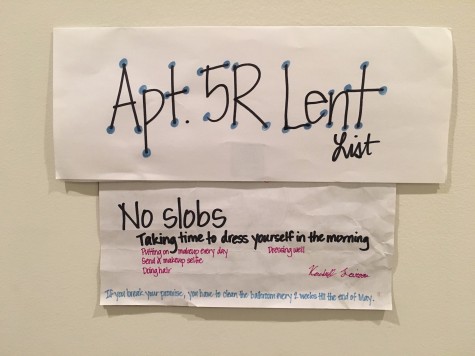 Apt. 5R Lent
List
No slobs
Taking time to dress yourself in the morning
Putting on makeup every day Dressing well
Send a makeup selfie
Doing hair
If you break your promise, you have to clean the bathroom every 2 weeks till the end of May.